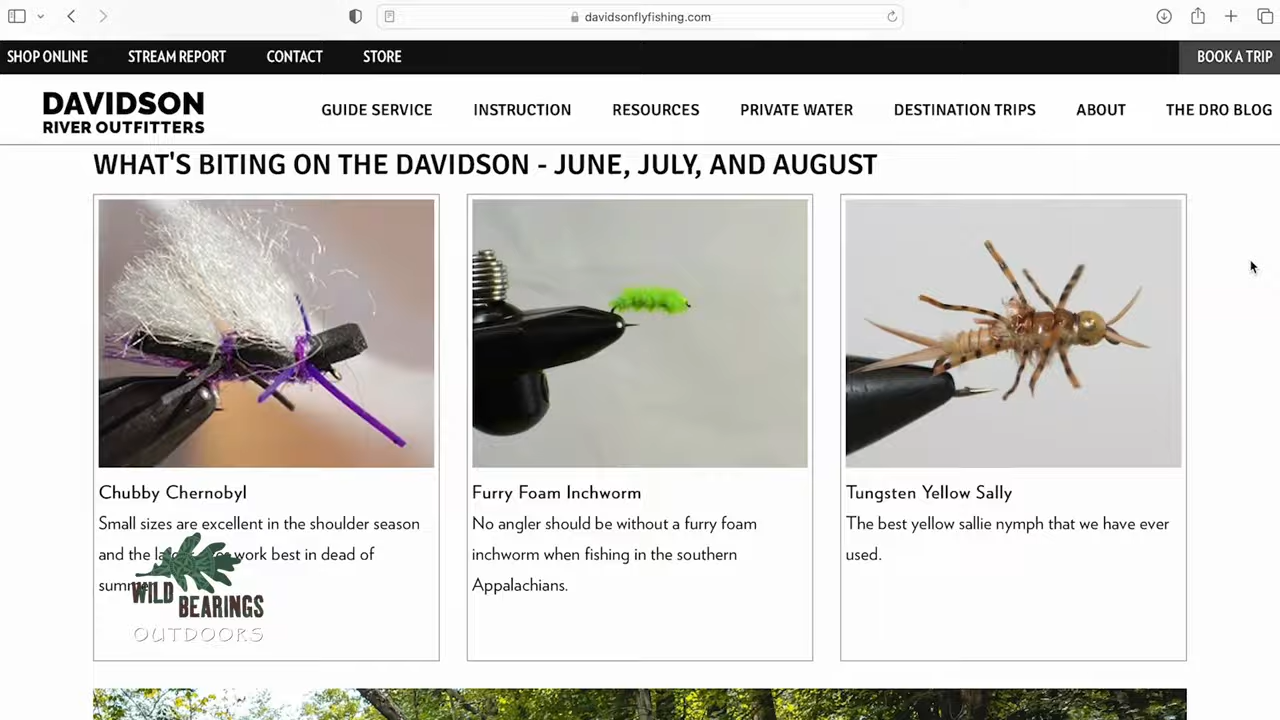 davidsonflyfishing.com
SHOP ONLINE STREAM REPORT CONTACT STORE BOOK A TRIP
DAVIDSON
RIVER OUTFITTERS
GUIDE SERVICE INSTRUCTION RESOURCES PRIVATE WATER DESTINATION TRIPS ABOUT THE DRO BLOG
WHAT'S BITING ON THE DAVIDSON - JUNE, JULY, AND AUGUST
Chubby Chernobyl
Small sizes are excellent in the shoulder season
and the work best in dead of
Furry Foam Inchworm
No angler should be without a furry foam
inchworm when fishing in the southern
Appalachians.
Tungsten Yellow Sally
The best yellow sallie nymph that we have ever
used.
WILD BEARINGS
OUTDOORS